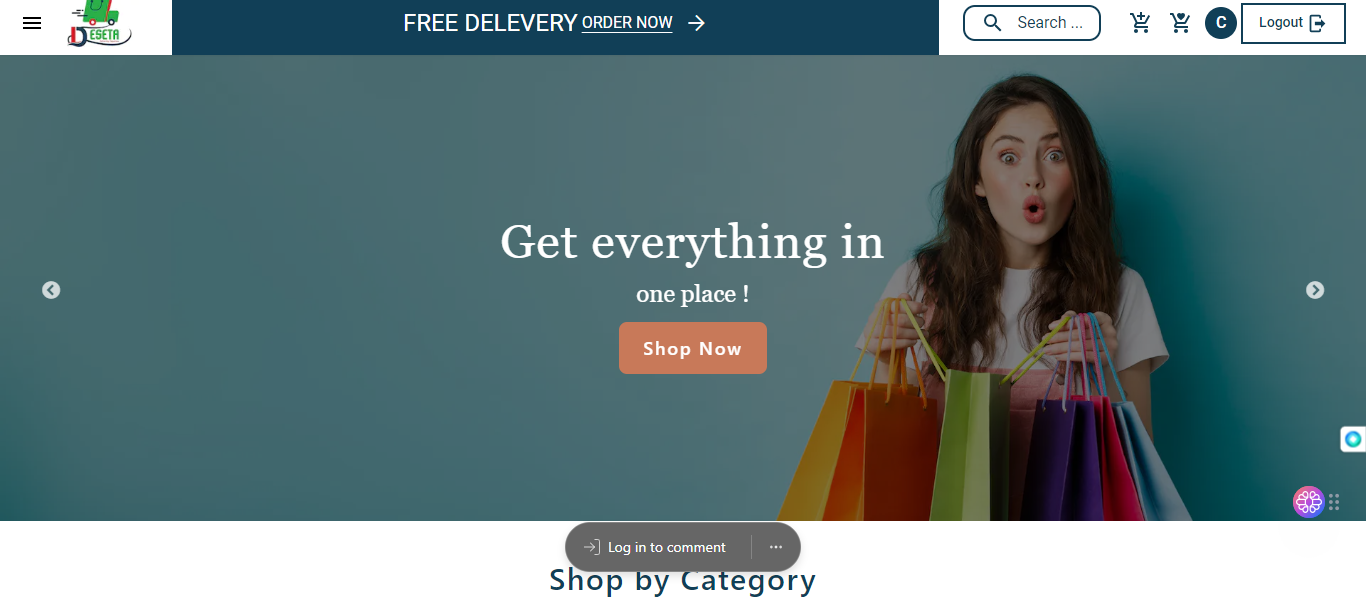 DESETA
FREE DELEVERY ORDER NOW
Search ...
C
Logout
Get everything in
one place !
Shop Now
Log in to comment
Shop by Category